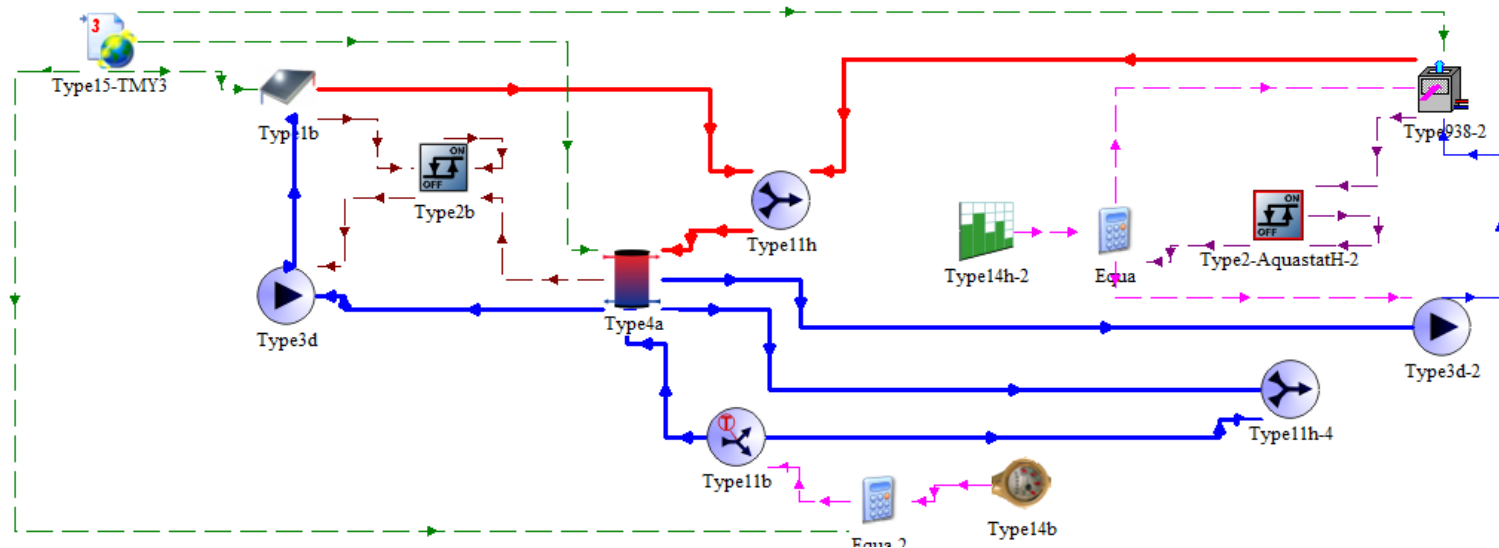 3
Type15-TMY3
Type1b
Type938-2
ON
OFF
Type2b
Type11h
ON
OFF
Type14h-2
Equa
Type2-AquastatH-2
Type4a
Type3d
Type3d-2
Type11h-4
T
Type11b
Type14b
Equa-2